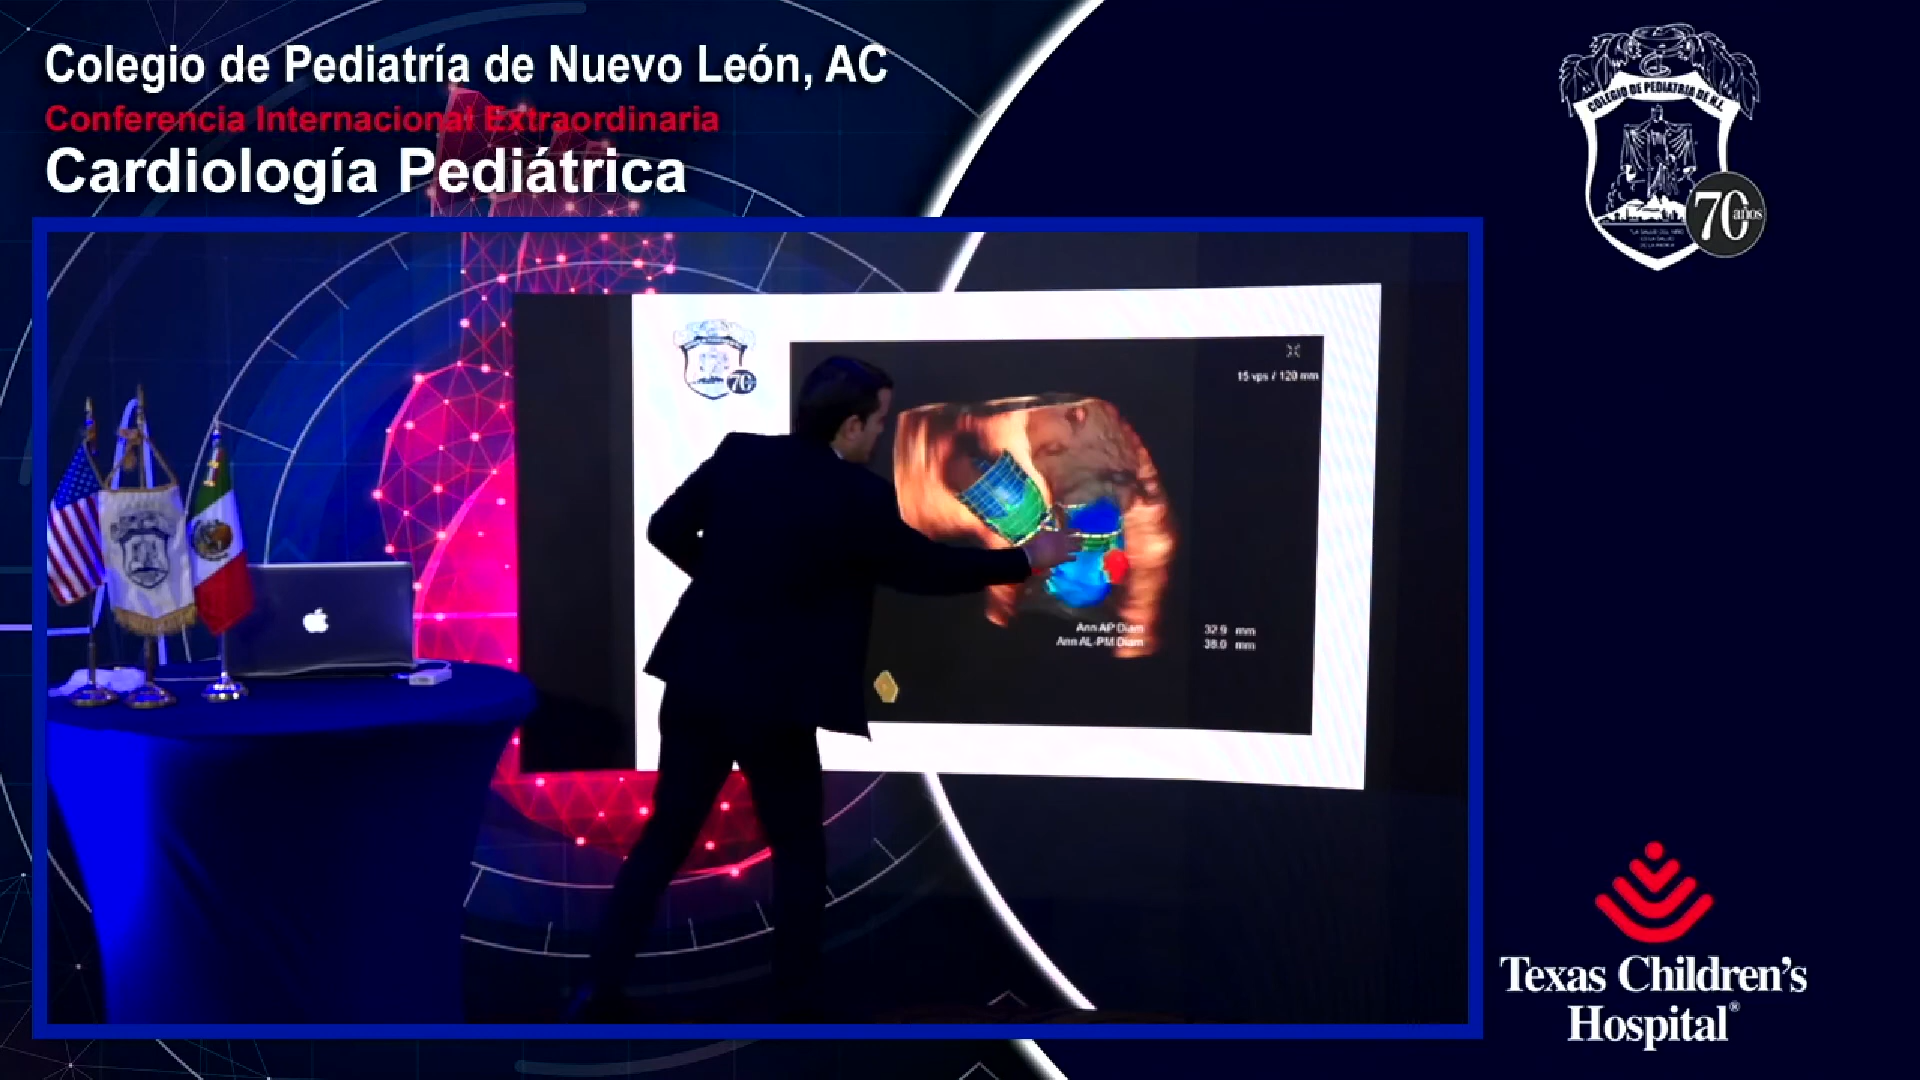 Colegio de Pediatría de Nuevo León, AC
Conferencia Internacional Extraordinaria
Cardiología Pediátrica
COLEGIO DE PEDIATRIA DE N.L.
70 años
70
15 vps / 120 mm
Ann AP Diam 32.9 mm
Ann AL-PM Diam 38.0 mm
Texas Children's
Hospital®